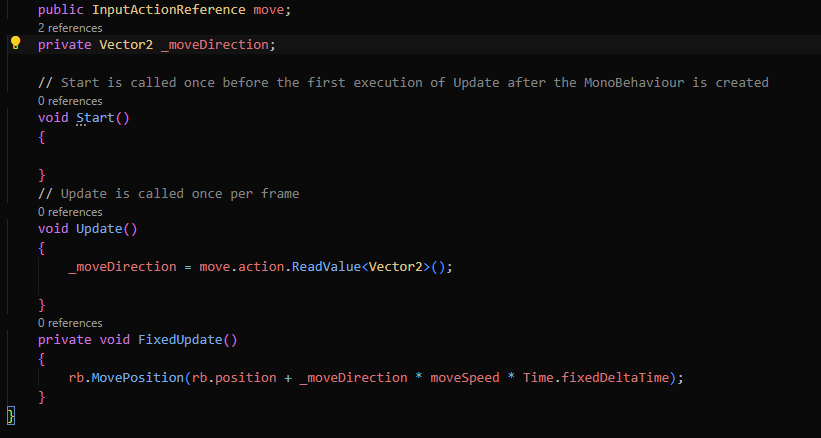 public InputActionReference move;
2 references
private Vector2 _moveDirection;
// Start is called once before the first execution of Update after the MonoBehaviour is created
0 references
void Start()
{
}
// Update is called once per frame
0 references
void Update()
{
_moveDirection = move.action.ReadValue<Vector2>();
}
0 references
private void FixedUpdate()
{
rb.MovePosition(rb.position + _moveDirection * moveSpeed * Time.fixedDeltaTime);
}
}